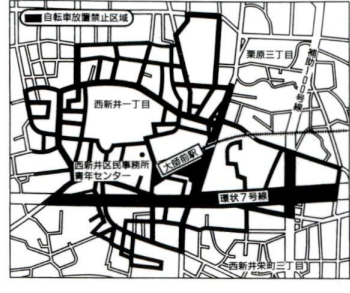 自転車放置禁止区域
栗原三丁目
補助100号線
西新井一丁目
大師前駅
西新井区民事務所
青年センター
環状7号線
西新井栄町三丁目